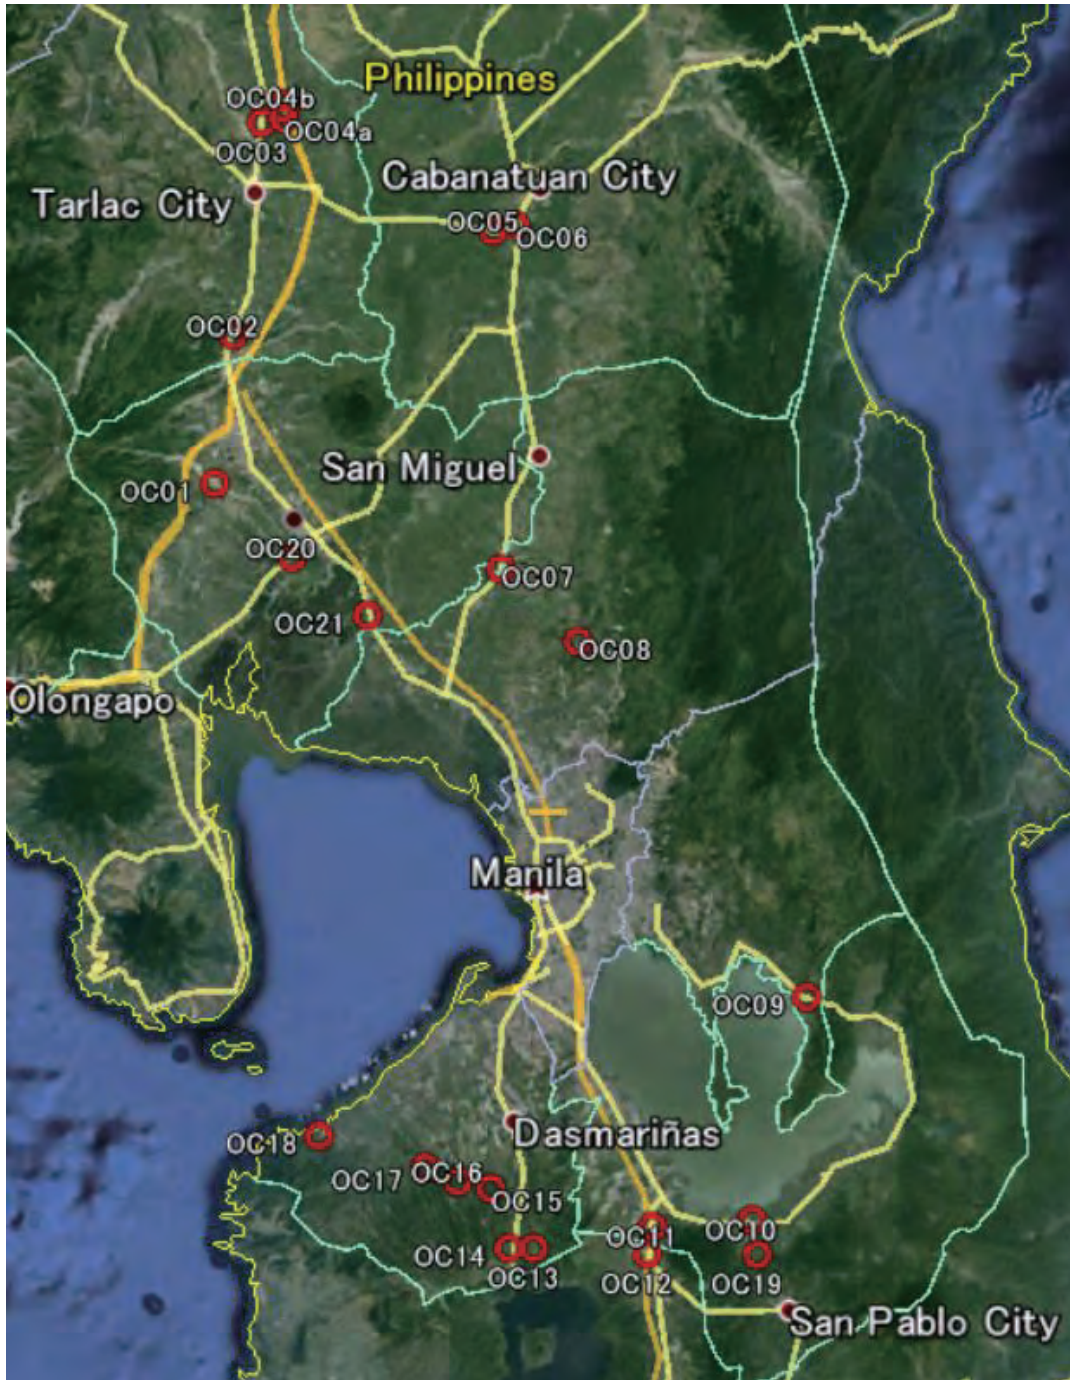 Philippines
OC04b
OC04a
OC03
Cabanatuan City
Tarlac City
OC05
OC06
OC02
San Miguel
OC01
OC20
OC07
OC21
OC08
Olongapo
Manila
OC09
Dasmariñas
OC18
OC17
OC16
OC15
OC11
OC10
OC14
OC13
OC12
OC19
San Pablo City